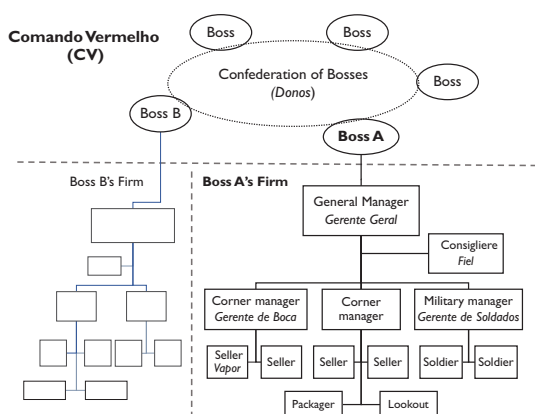 Comando Vermelho
(CV)
Boss
Boss
Boss
Confederation of Bosses
(Donos)
Boss B
Boss A
Boss B's Firm
Boss A's Firm
General Manager
Gerente Geral
Consigliere
Fiel
Corner manager
Gerente de Boca
Corner
manager
Military manager
Gerente de Soldados
Seller
Vapor
Seller
Seller
Seller
Soldier
Soldier
Packager
Lookout